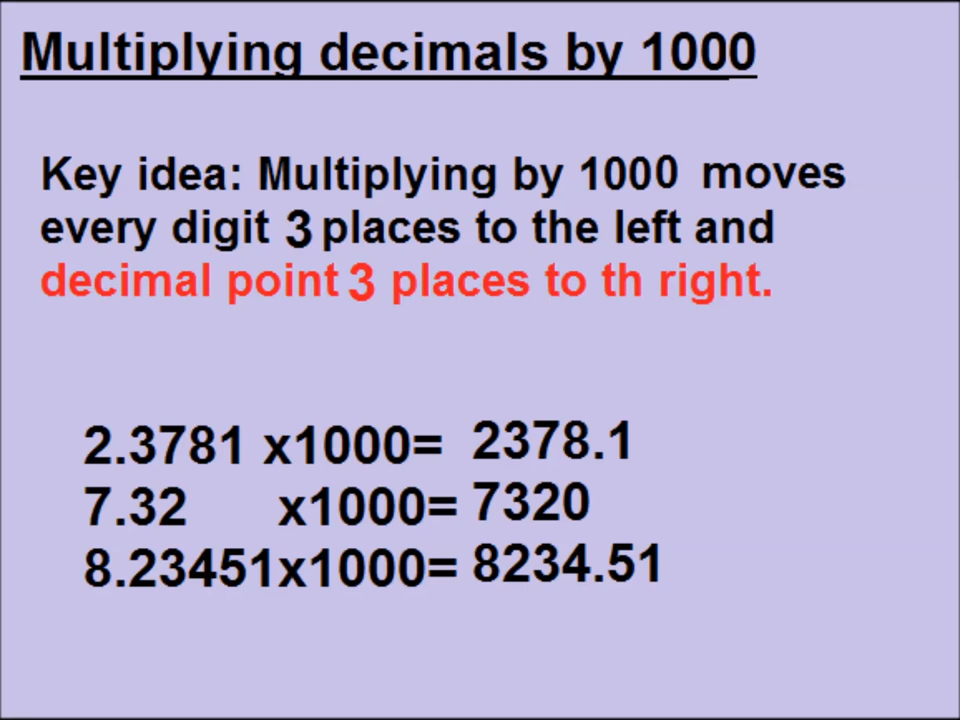 Multiplying decimals by 1000
Key idea: Multiplying by 1000 moves
every digit 3 places to the left and
decimal point 3 places to th right.
2.3781 x1000= 2378.1
7.32 x1000= 7320
8.23451x1000= 8234.51